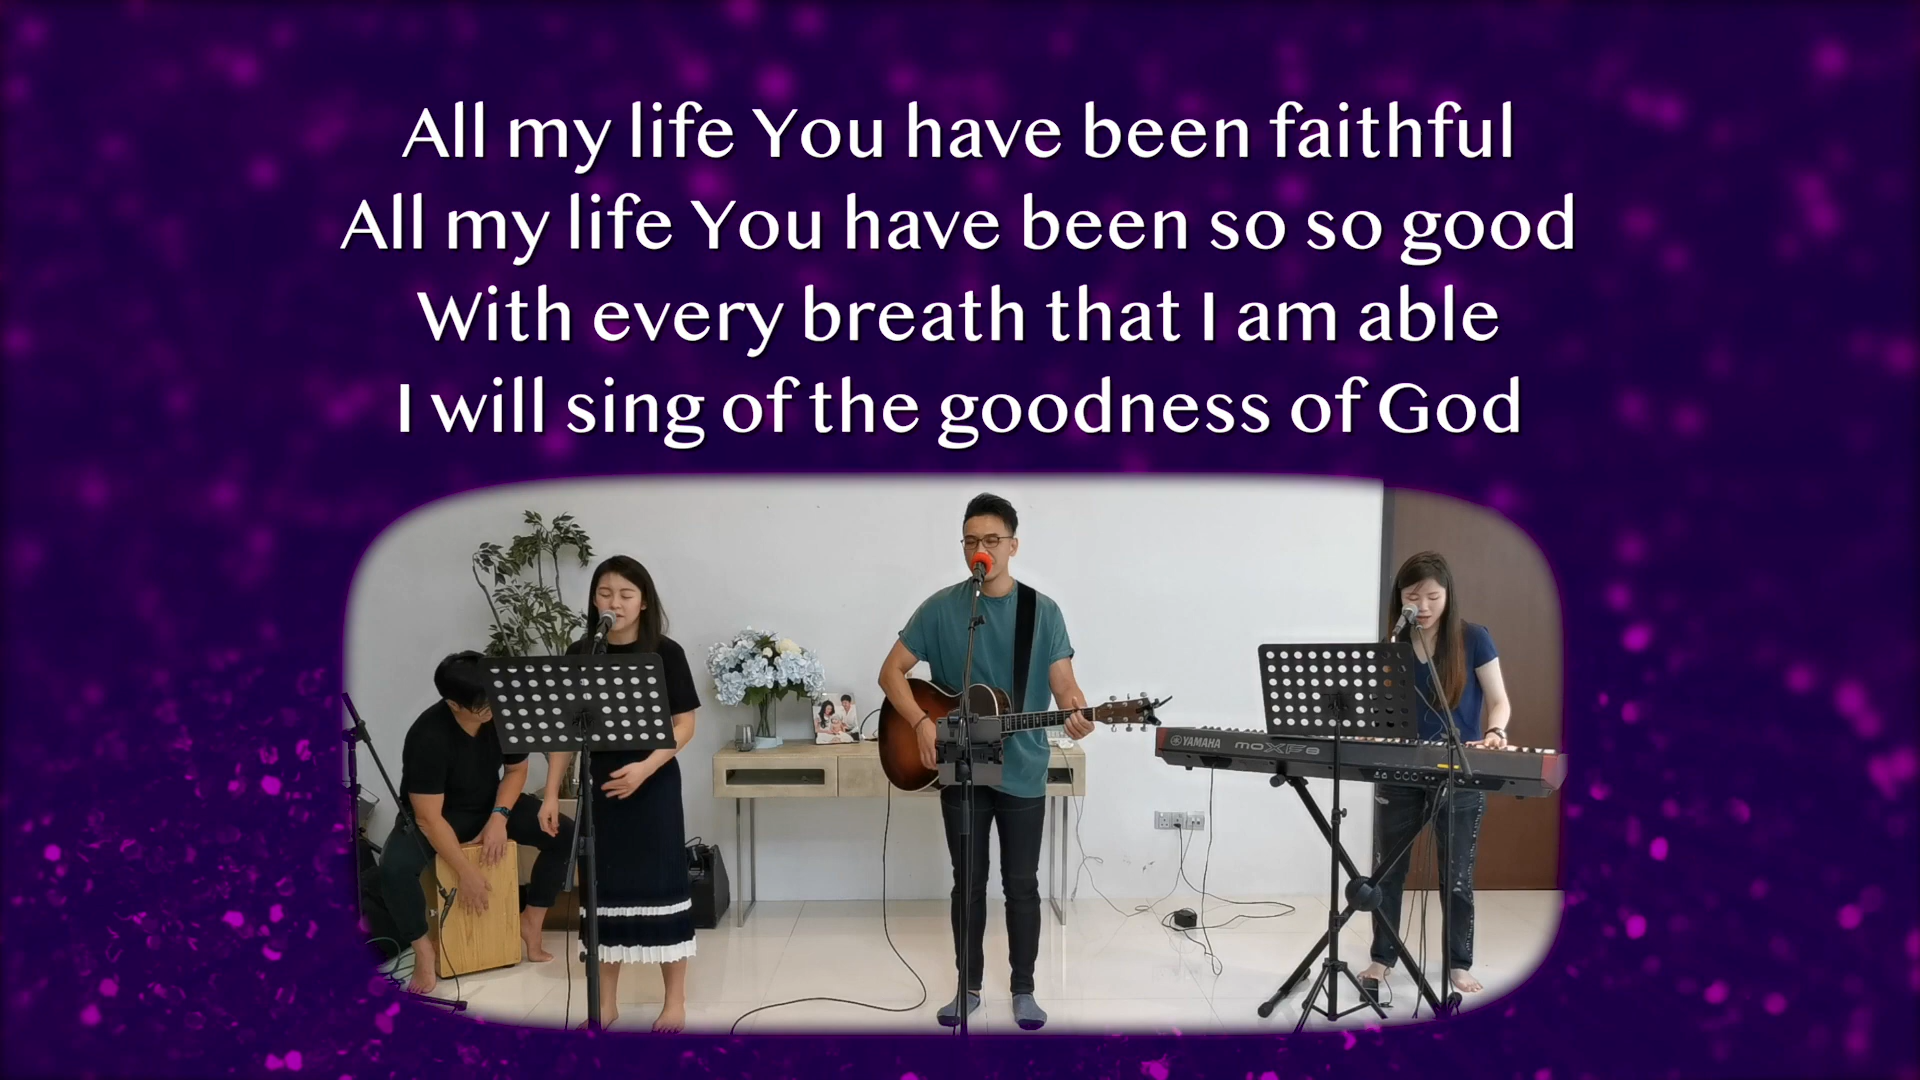 All my life You have been faithful
All my life You have been so so good
With every breath that I am able
I will sing of the goodness of God
YAMAHA MOXF8